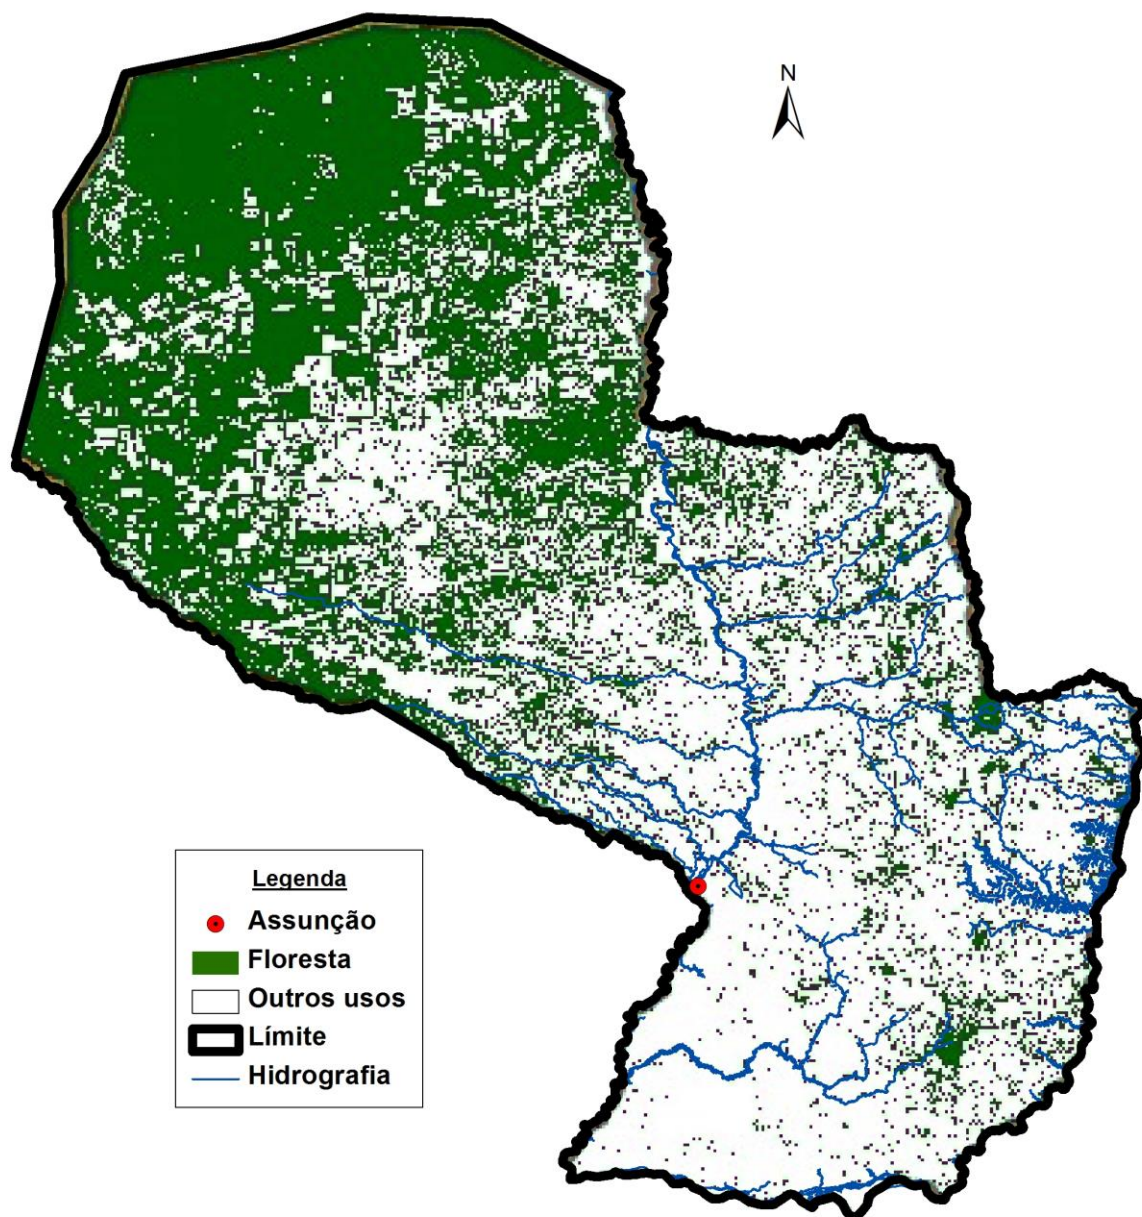 N
Legenda
Assunção
Floresta
Outros usos
Límite
Hidrografia